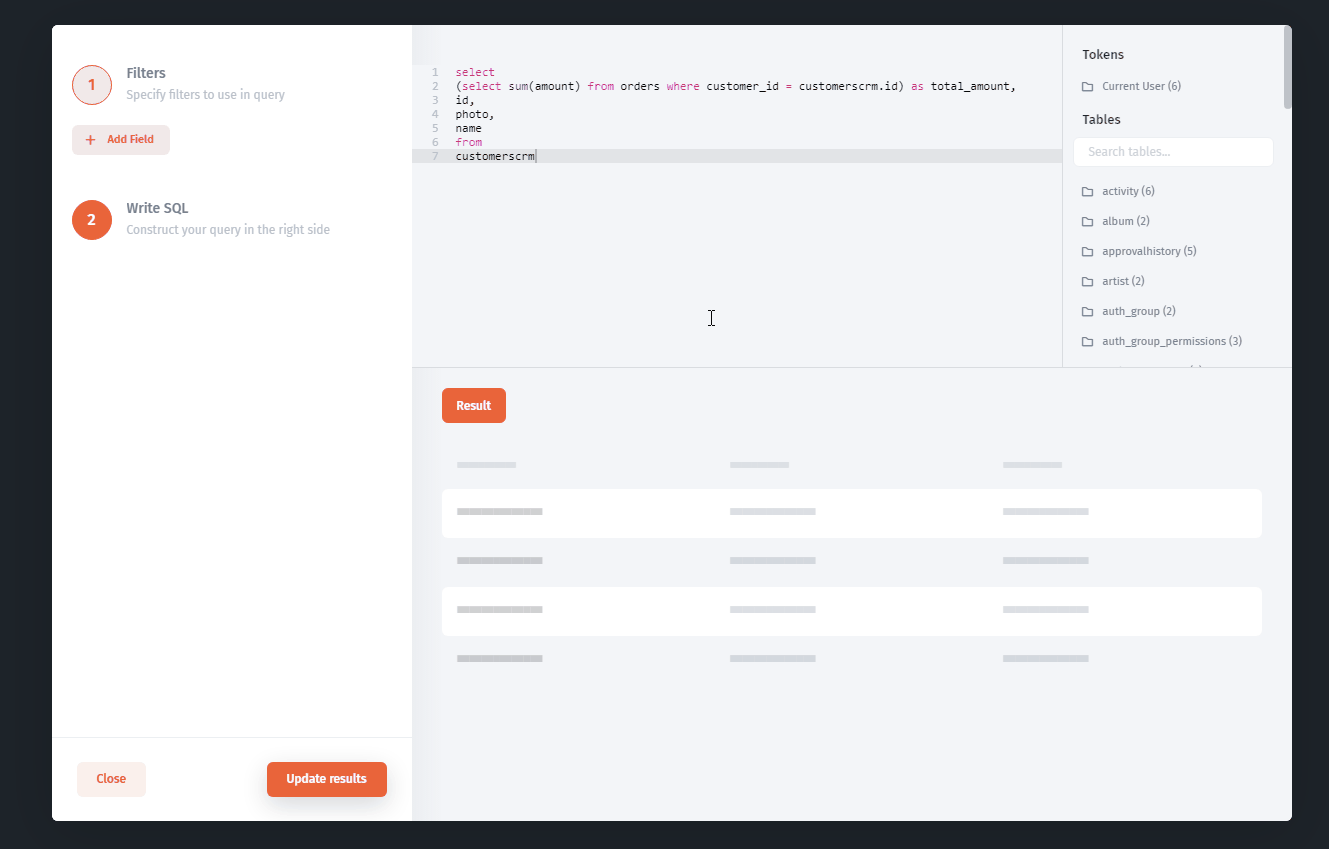 1
Filters
Specify filters to use in query
+ Add Field
2
Write SQL
Construct your query in the right side
Close
Update results
1 select
2 (select sum(amount) from orders where customer_id = customerscrm.id) as total_amount,
3 id,
4 photo,
5 name
6 from
7 customerscrm
Tokens
Current User (6)
Tables
Search tables...
activity (6)
album (2)
approvalhistory (5)
artist (2)
auth_group (2)
auth_group_permissions (3)
Result